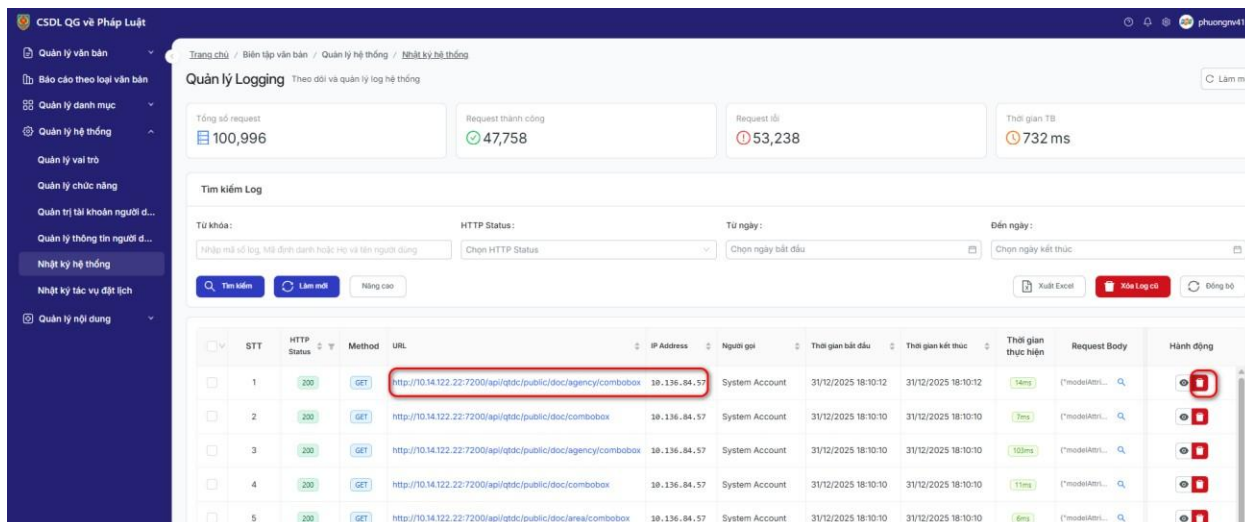 CSDL QG về Pháp Luật
phuongnv41
Quản lý văn bản
Báo cáo theo loại văn bản
Quản lý danh mục
Quản lý hệ thống
Quản lý vai trò
Quản lý chức năng
Quản trị tài khoản người d...
Quản lý thông tin người d...
Nhật ký hệ thống
Nhật ký tác vụ đặt lịch
Quản lý nội dung
Trang chủ / Biên tập văn bản / Quản lý hệ thống / Nhật ký hệ thống
Quản lý Logging Theo dõi và quản lý log hệ thống
Làm m
Tổng số request Request thành công Request lỗi Thời gian TB
100,996 47,758 53,238 732 ms
Tìm kiếm Log
Từ khóa: HTTP Status: Từ ngày: Đến ngày:
Nhập mã số log, Mã định danh hoặc Họ và tên người dùng Chọn HTTP Status Chọn ngày bắt đầu Chọn ngày kết thúc
Tìm kiếm Làm mới Nâng cao Xuất Excel Xóa Log cũ Đồng bộ
STT HTTP Status Method URL IP Address Người gọi Thời gian bắt đầu Thời gian kết thúc Thời gian thực hiện Request Body Hành động
1 200 GET http://10.14.122.22:7200/api/qtdc/public/doc/agency/combobox 10.136.84.57 System Account 31/12/2025 18:10:12 31/12/2025 18:10:12 14ms {"modelAttri...
2 200 GET http://10.14.122.22:7200/api/qtdc/public/doc/combobox 10.136.84.57 System Account 31/12/2025 18:10:10 31/12/2025 18:10:10 7ms {"modelAttri...
3 200 GET http://10.14.122.22:7200/api/qtdc/public/doc/agency/combobox 10.136.84.57 System Account 31/12/2025 18:10:10 31/12/2025 18:10:10 103ms {"modelAttri...
4 200 GET http://10.14.122.22:7200/api/qtdc/public/doc/combobox 10.136.84.57 System Account 31/12/2025 18:10:10 31/12/2025 18:10:10 11ms {"modelAttri...
5 200 GET http://10.14.122.22:7200/api/qtdc/public/doc/area/combobox 10.136.84.57 System Account 31/12/2025 18:10:10 31/12/2025 18:10:10 6ms {"modelAttri...